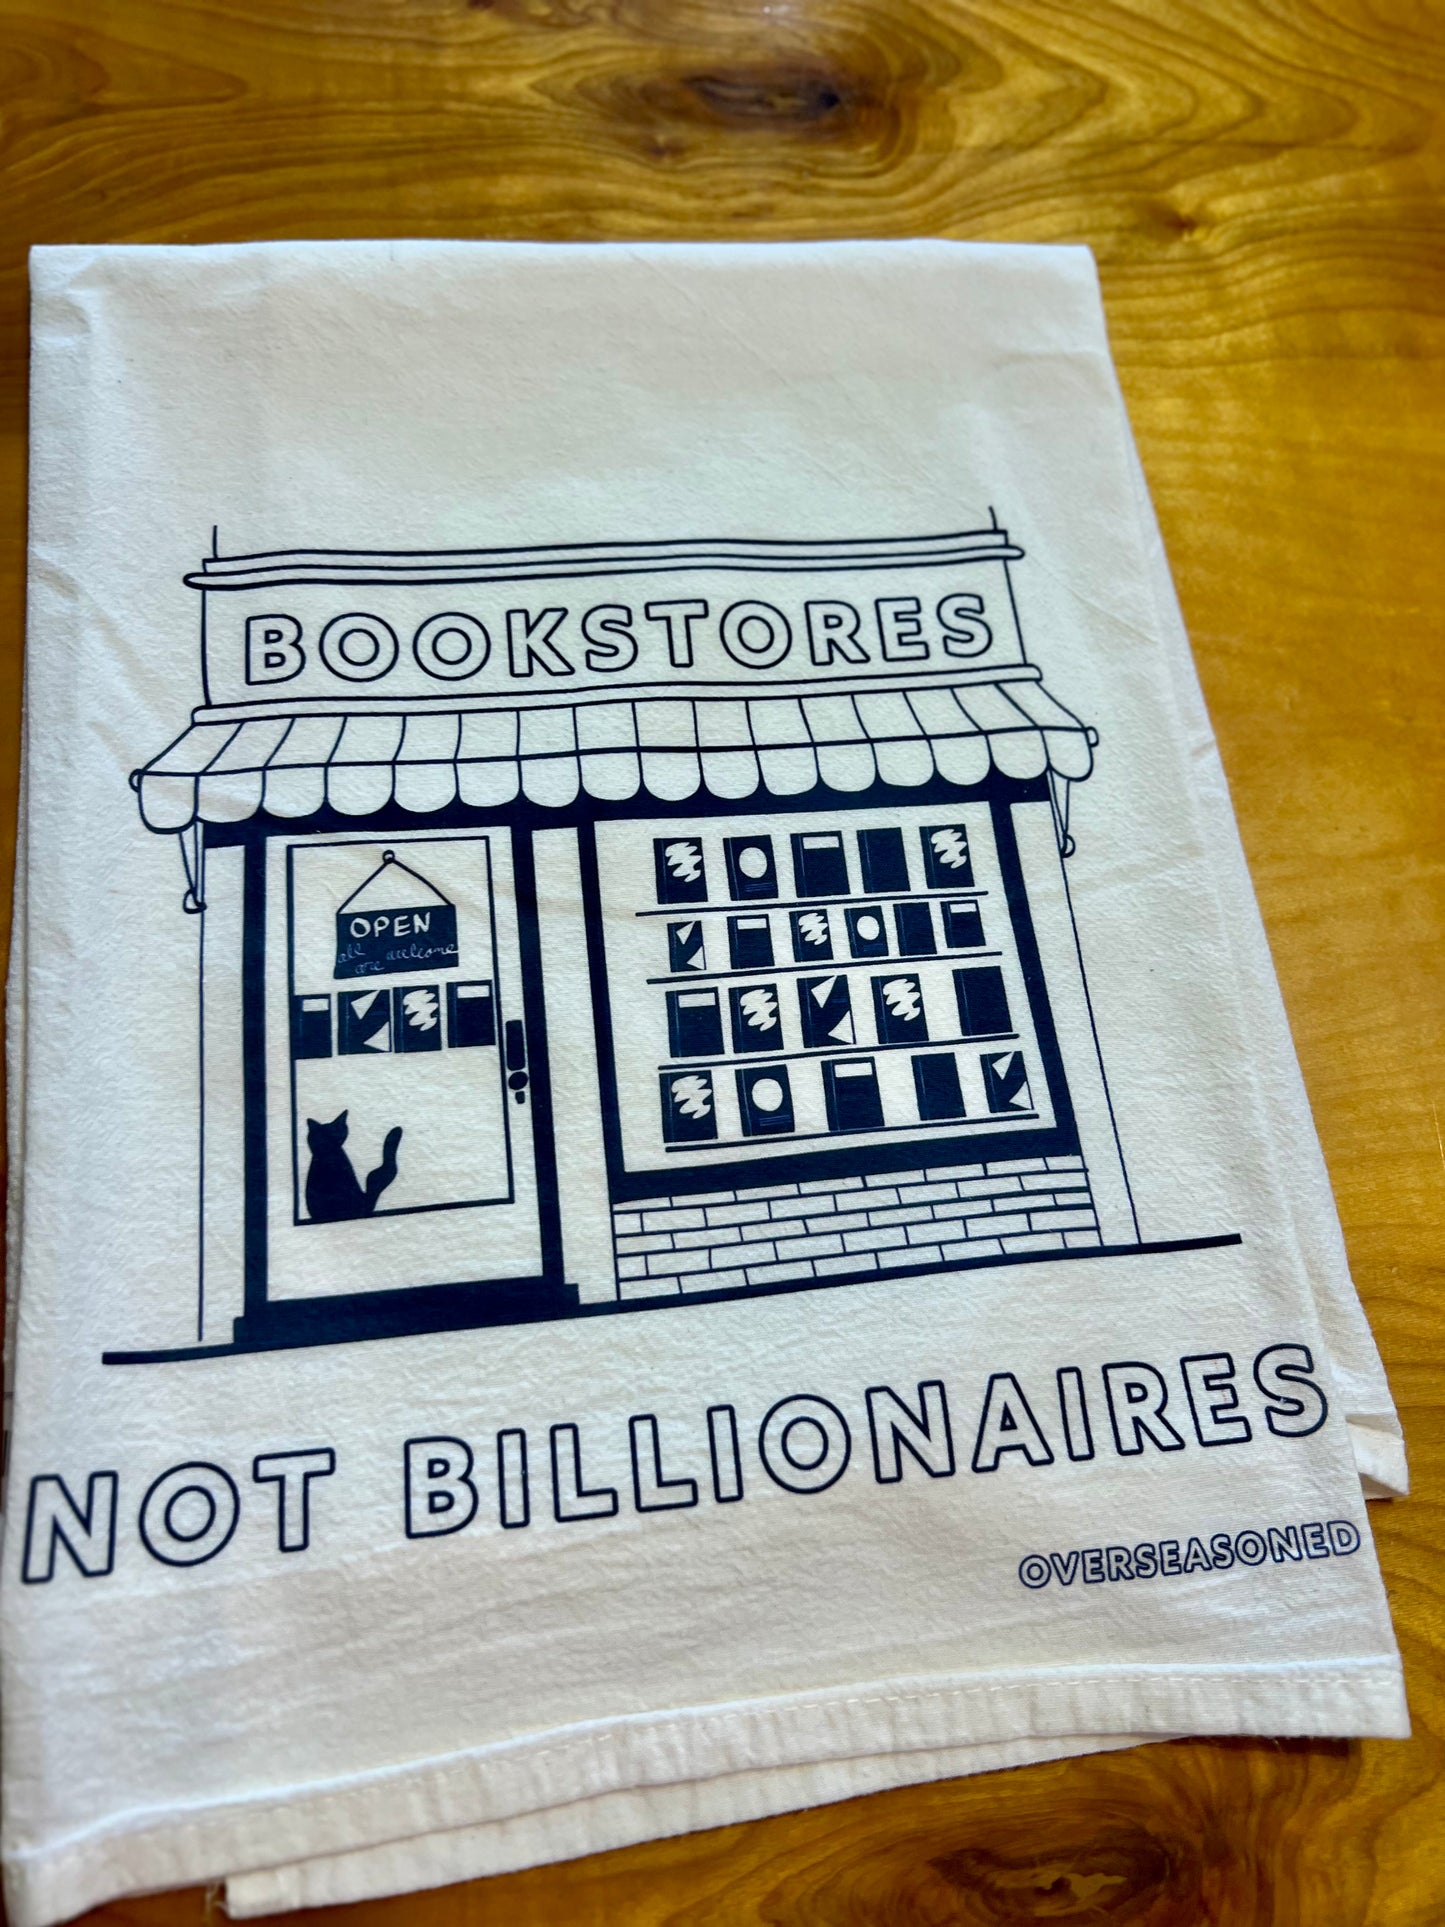 BOOKSTORES
OPEN
all
are welcome
NOT BILLIONAIRES
OVERSEASONED